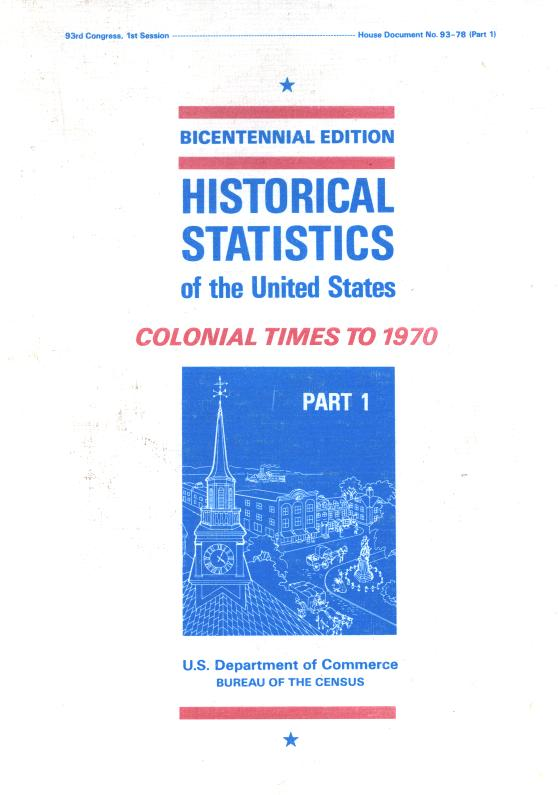 93rd Congress, 1st Session ------------------------------------------------ House Document No. 93-78 (Part 1)
BICENTENNIAL EDITION
HISTORICAL
STATISTICS
of the United States
COLONIAL TIMES TO 1970
PART 1
U.S. Department of Commerce
BUREAU OF THE CENSUS